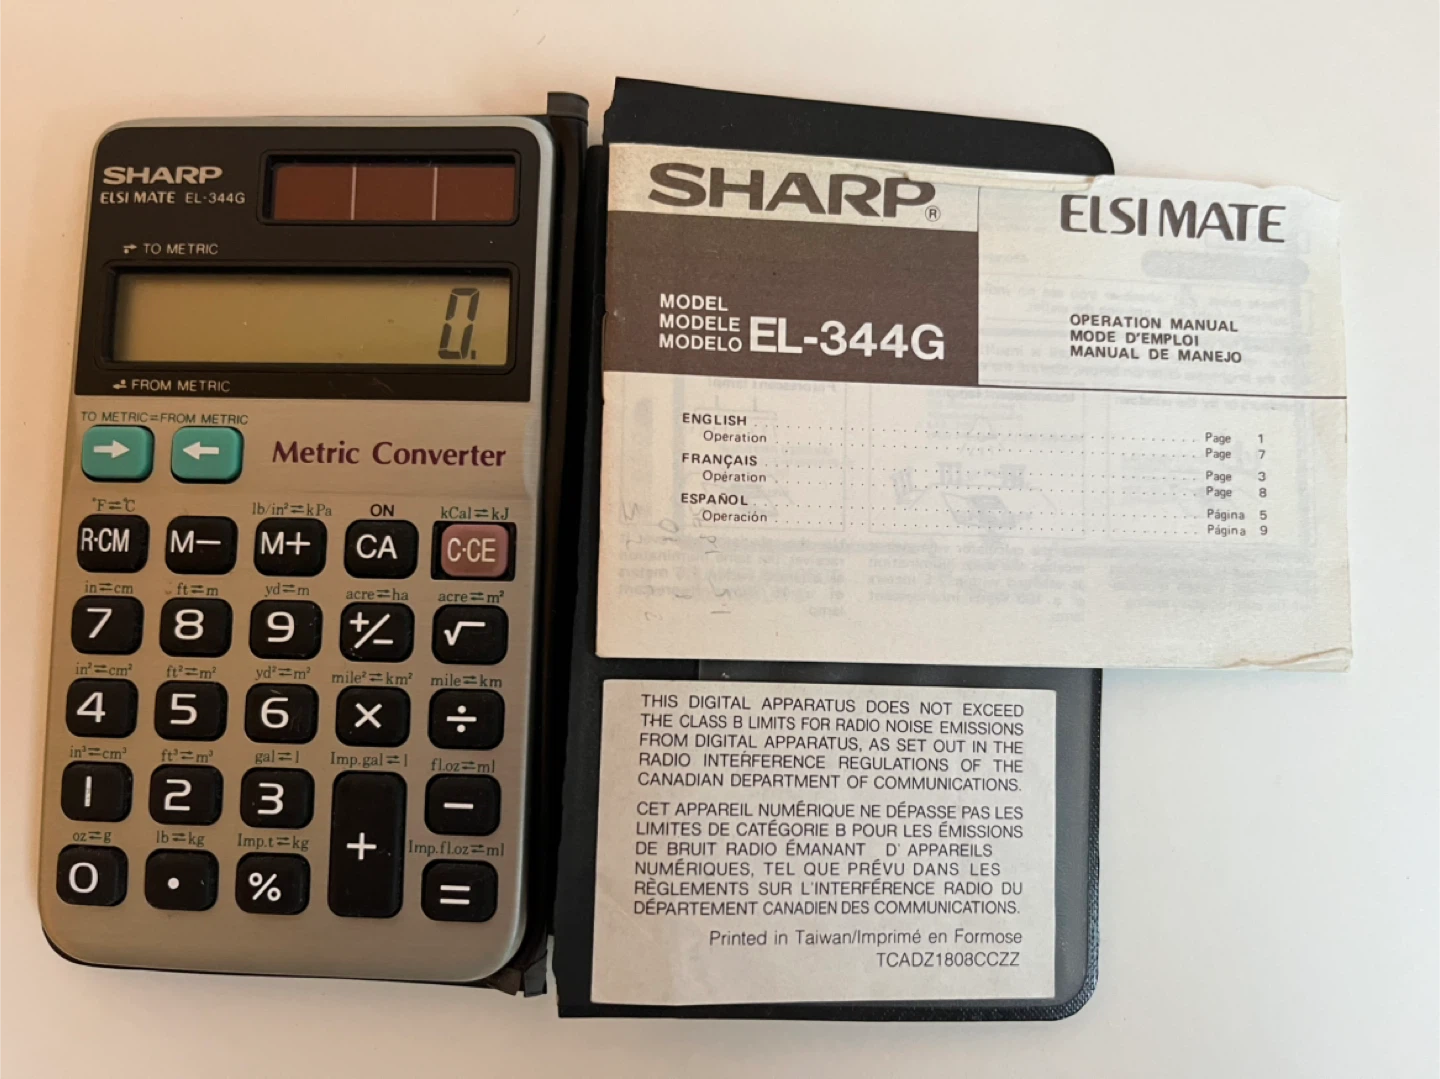 SHARP
ELSI MATE EL-344G
TO METRIC
0.
FROM METRIC
TO METRIC=FROM METRIC
→ ←
Metric Converter
°F⇄°C lb/in²⇄kPa ON kCal⇄kJ
R·CM M− M+ CA C·CE
in⇄cm ft⇄m yd⇄m acre⇄ha acre⇄m²
7 8 9 +/− √
in²⇄cm² ft²⇄m² yd²⇄m² mile²⇄km² mile⇄km
4 5 6 × ÷
in³⇄cm³ ft³⇄m³ gal⇄l Imp.gal⇄l fl.oz⇄ml
1 2 3 + −
oz⇄g lb⇄kg Imp.t⇄kg Imp.fl.oz⇄ml
0 . % =
SHARP®
ELSI MATE
MODEL
MODELE
MODELO EL-344G
OPERATION MANUAL
MODE D'EMPLOI
MANUAL DE MANEJO
ENGLISH
Operation Page 1
Page 7
FRANÇAIS
Opération Page 3
Page 8
ESPAÑOL
Operación Página 5
Página 9
THIS DIGITAL APPARATUS DOES NOT EXCEED
THE CLASS B LIMITS FOR RADIO NOISE EMISSIONS
FROM DIGITAL APPARATUS, AS SET OUT IN THE
RADIO INTERFERENCE REGULATIONS OF THE
CANADIAN DEPARTMENT OF COMMUNICATIONS.
CET APPAREIL NUMÉRIQUE NE DÉPASSE PAS LES
LIMITES DE CATÉGORIE B POUR LES ÉMISSIONS
DE BRUIT RADIO ÉMANANT D' APPAREILS
NUMÉRIQUES, TEL QUE PRÉVU DANS LES
RÈGLEMENTS SUR L'INTERFÉRENCE RADIO DU
DÉPARTEMENT CANADIEN DES COMMUNICATIONS.
Printed in Taiwan/Imprimé en Formose
TCADZ1808CCZZ